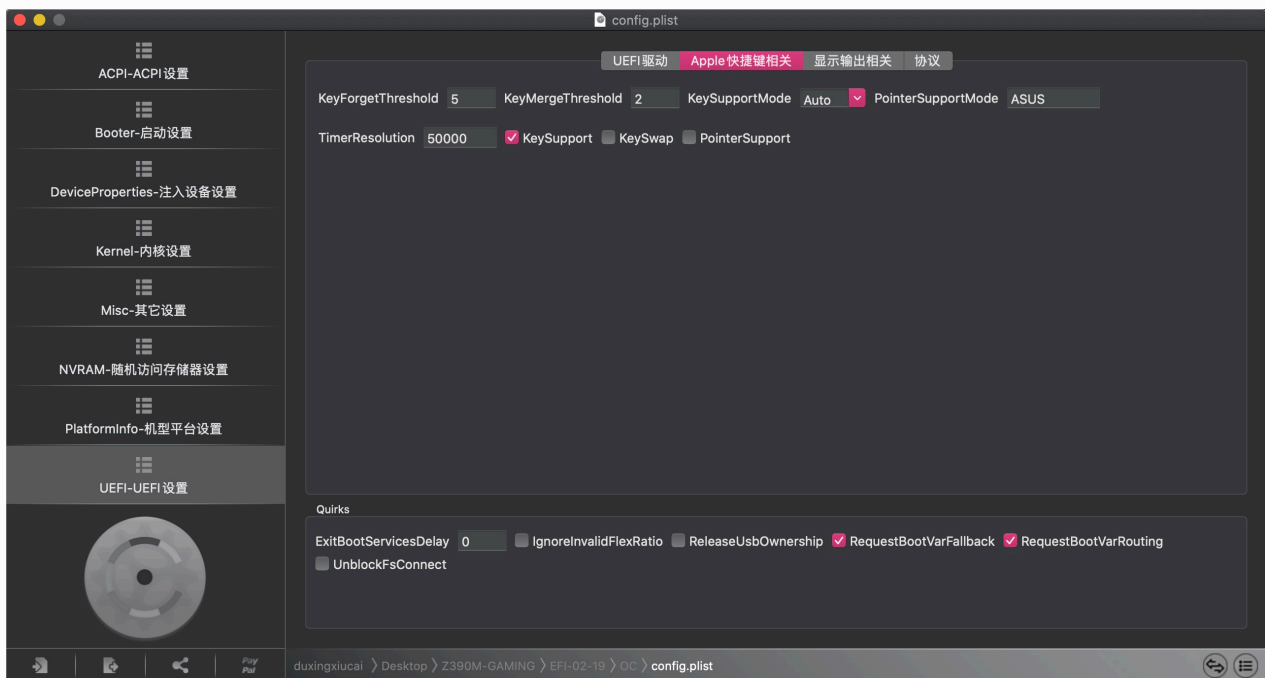 config.plist
ACPI-ACPI设置
Booter-启动设置
DeviceProperties-注入设备设置
Kernel-内核设置
Misc-其它设置
NVRAM-随机访问存储器设置
PlatformInfo-机型平台设置
UEFI-UEFI设置
UEFI驱动 Apple快捷键相关 显示输出相关 协议
KeyForgetThreshold 5 KeyMergeThreshold 2 KeySupportMode Auto PointerSupportMode ASUS
TimerResolution 50000 KeySupport KeySwap PointerSupport
Quirks
ExitBootServicesDelay 0 IgnoreInvalidFlexRatio ReleaseUsbOwnership RequestBootVarFallback RequestBootVarRouting
UnblockFsConnect
Pay
Pal
duxingxiucai 〉Desktop 〉Z390M-GAMING 〉EFI-02-19 〉OC 〉config.plist